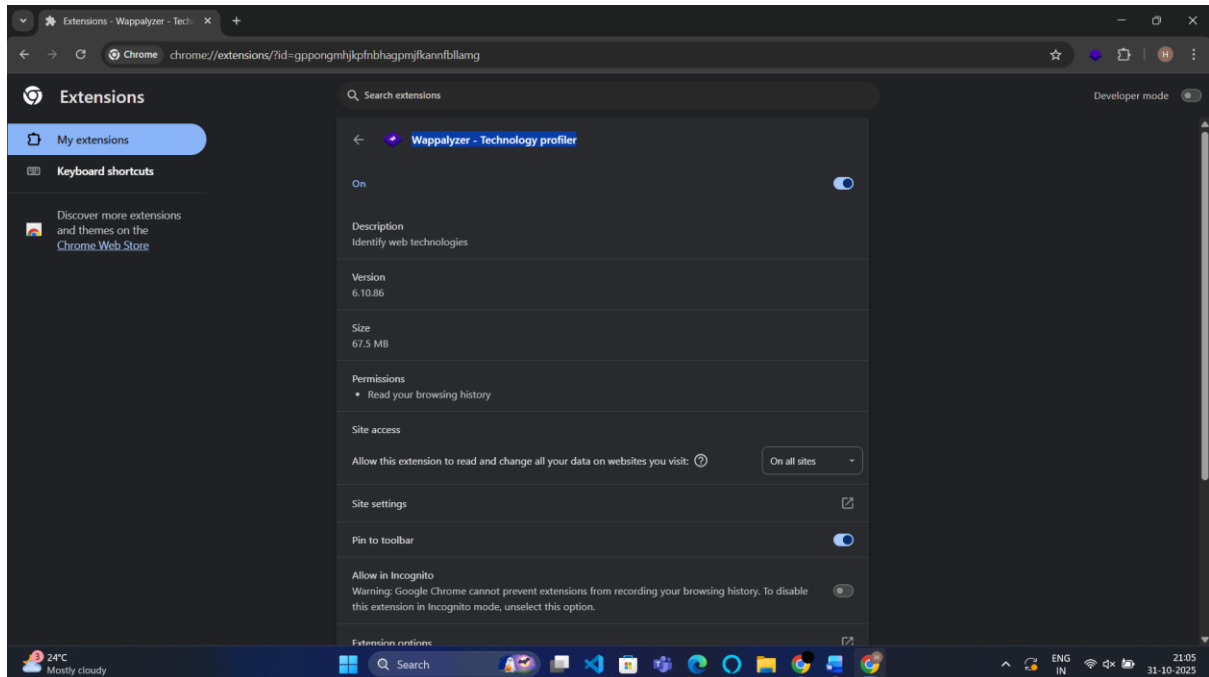 Extensions - Wappalyzer - Tech
Chrome
chrome://extensions/?id=gppongmhjkpfnbhagpmjfkannfbllamg
H
Extensions
Search extensions
Developer mode
My extensions
Keyboard shortcuts
Discover more extensions
and themes on the
Chrome Web Store
Wappalyzer - Technology profiler
On
Description
Identify web technologies
Version
6.10.86
Size
67.5 MB
Permissions
• Read your browsing history
Site access
Allow this extension to read and change all your data on websites you visit:
On all sites
Site settings
Pin to toolbar
Allow in Incognito
Warning: Google Chrome cannot prevent extensions from recording your browsing history. To disable
this extension in Incognito mode, unselect this option.
Extension options
3
24°C
Mostly cloudy
Search
ENG
IN
21:05
31-10-2025